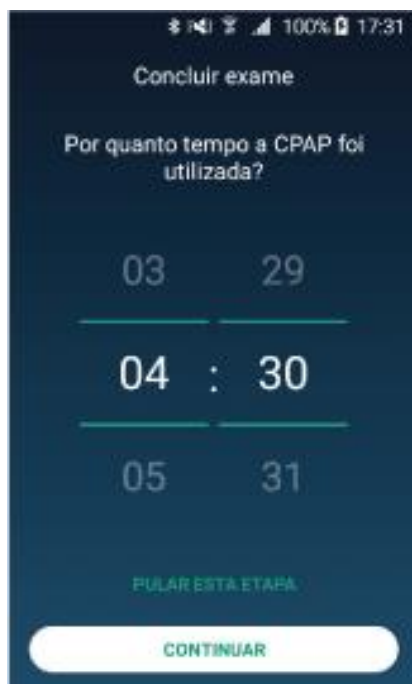 100% 17:31
Concluir exame
Por quanto tempo a CPAP foi
utilizada?
03 29
04 : 30
05 31
PULAR ESTA ETAPA
CONTINUAR